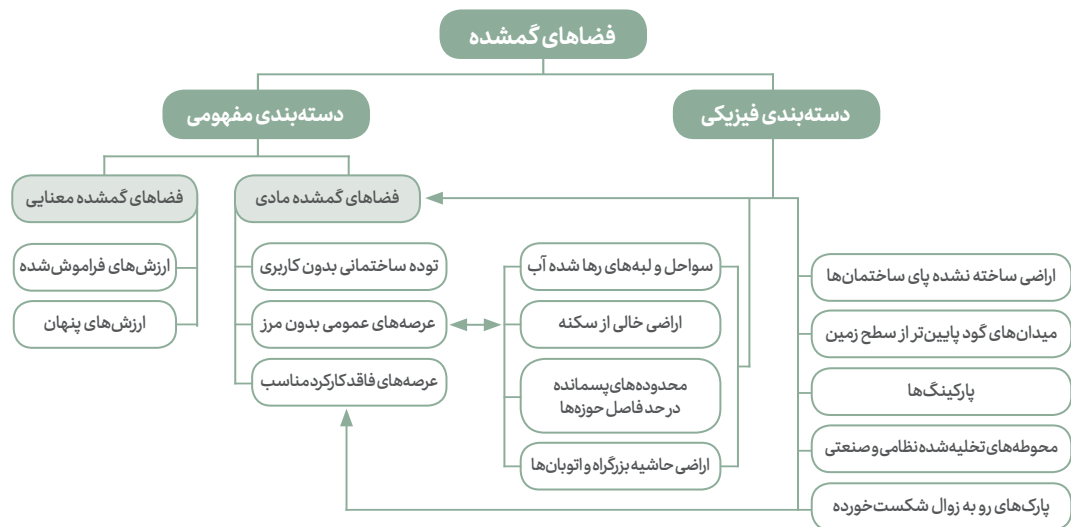 فضاهای گمشده
دسته‌بندی فیزیکی
دسته‌بندی مفهومی
فضاهای گمشده مادی
فضاهای گمشده معنایی
اراضی ساخته نشده پای ساختمان‌ها
میدان‌های گود پایین‌تر از سطح زمین
پارکینگ‌ها
محوطه‌های تخلیه‌شده نظامی و صنعتی
پارک‌های رو به زوال شکست‌خورده
سواحل و لبه‌های رها شده آب
اراضی خالی از سکنه
محدوده‌های پسمانده
در حد فاصل حوزه‌ها
اراضی حاشیه بزرگراه و اتوبان‌ها
توده ساختمانی بدون کاربری
عرصه‌های عمومی بدون مرز
عرصه‌های فاقد کارکرد مناسب
ارزش‌های فراموش‌شده
ارزش‌های پنهان